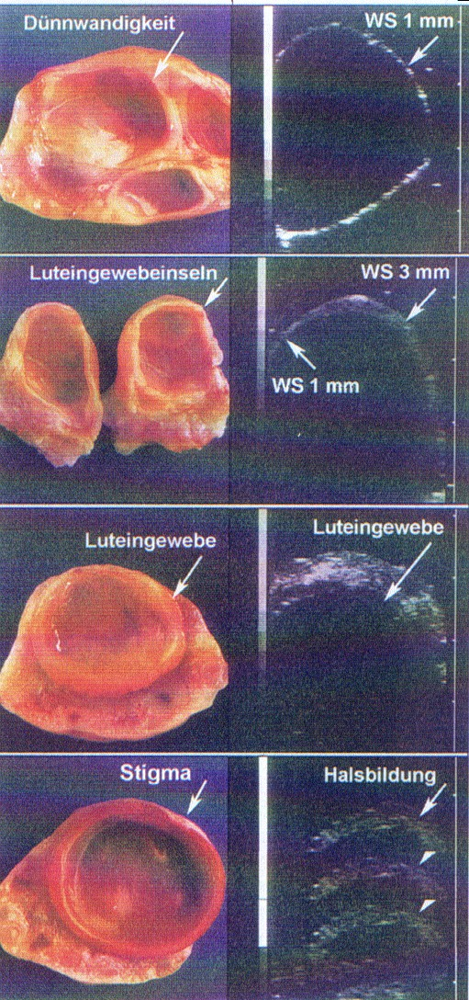 Dünnwandigkeit
WS 1 mm
Luteingewebeinseln
WS 3 mm
WS 1 mm
Luteingewebe
Luteingewebe
Stigma
Halsbildung